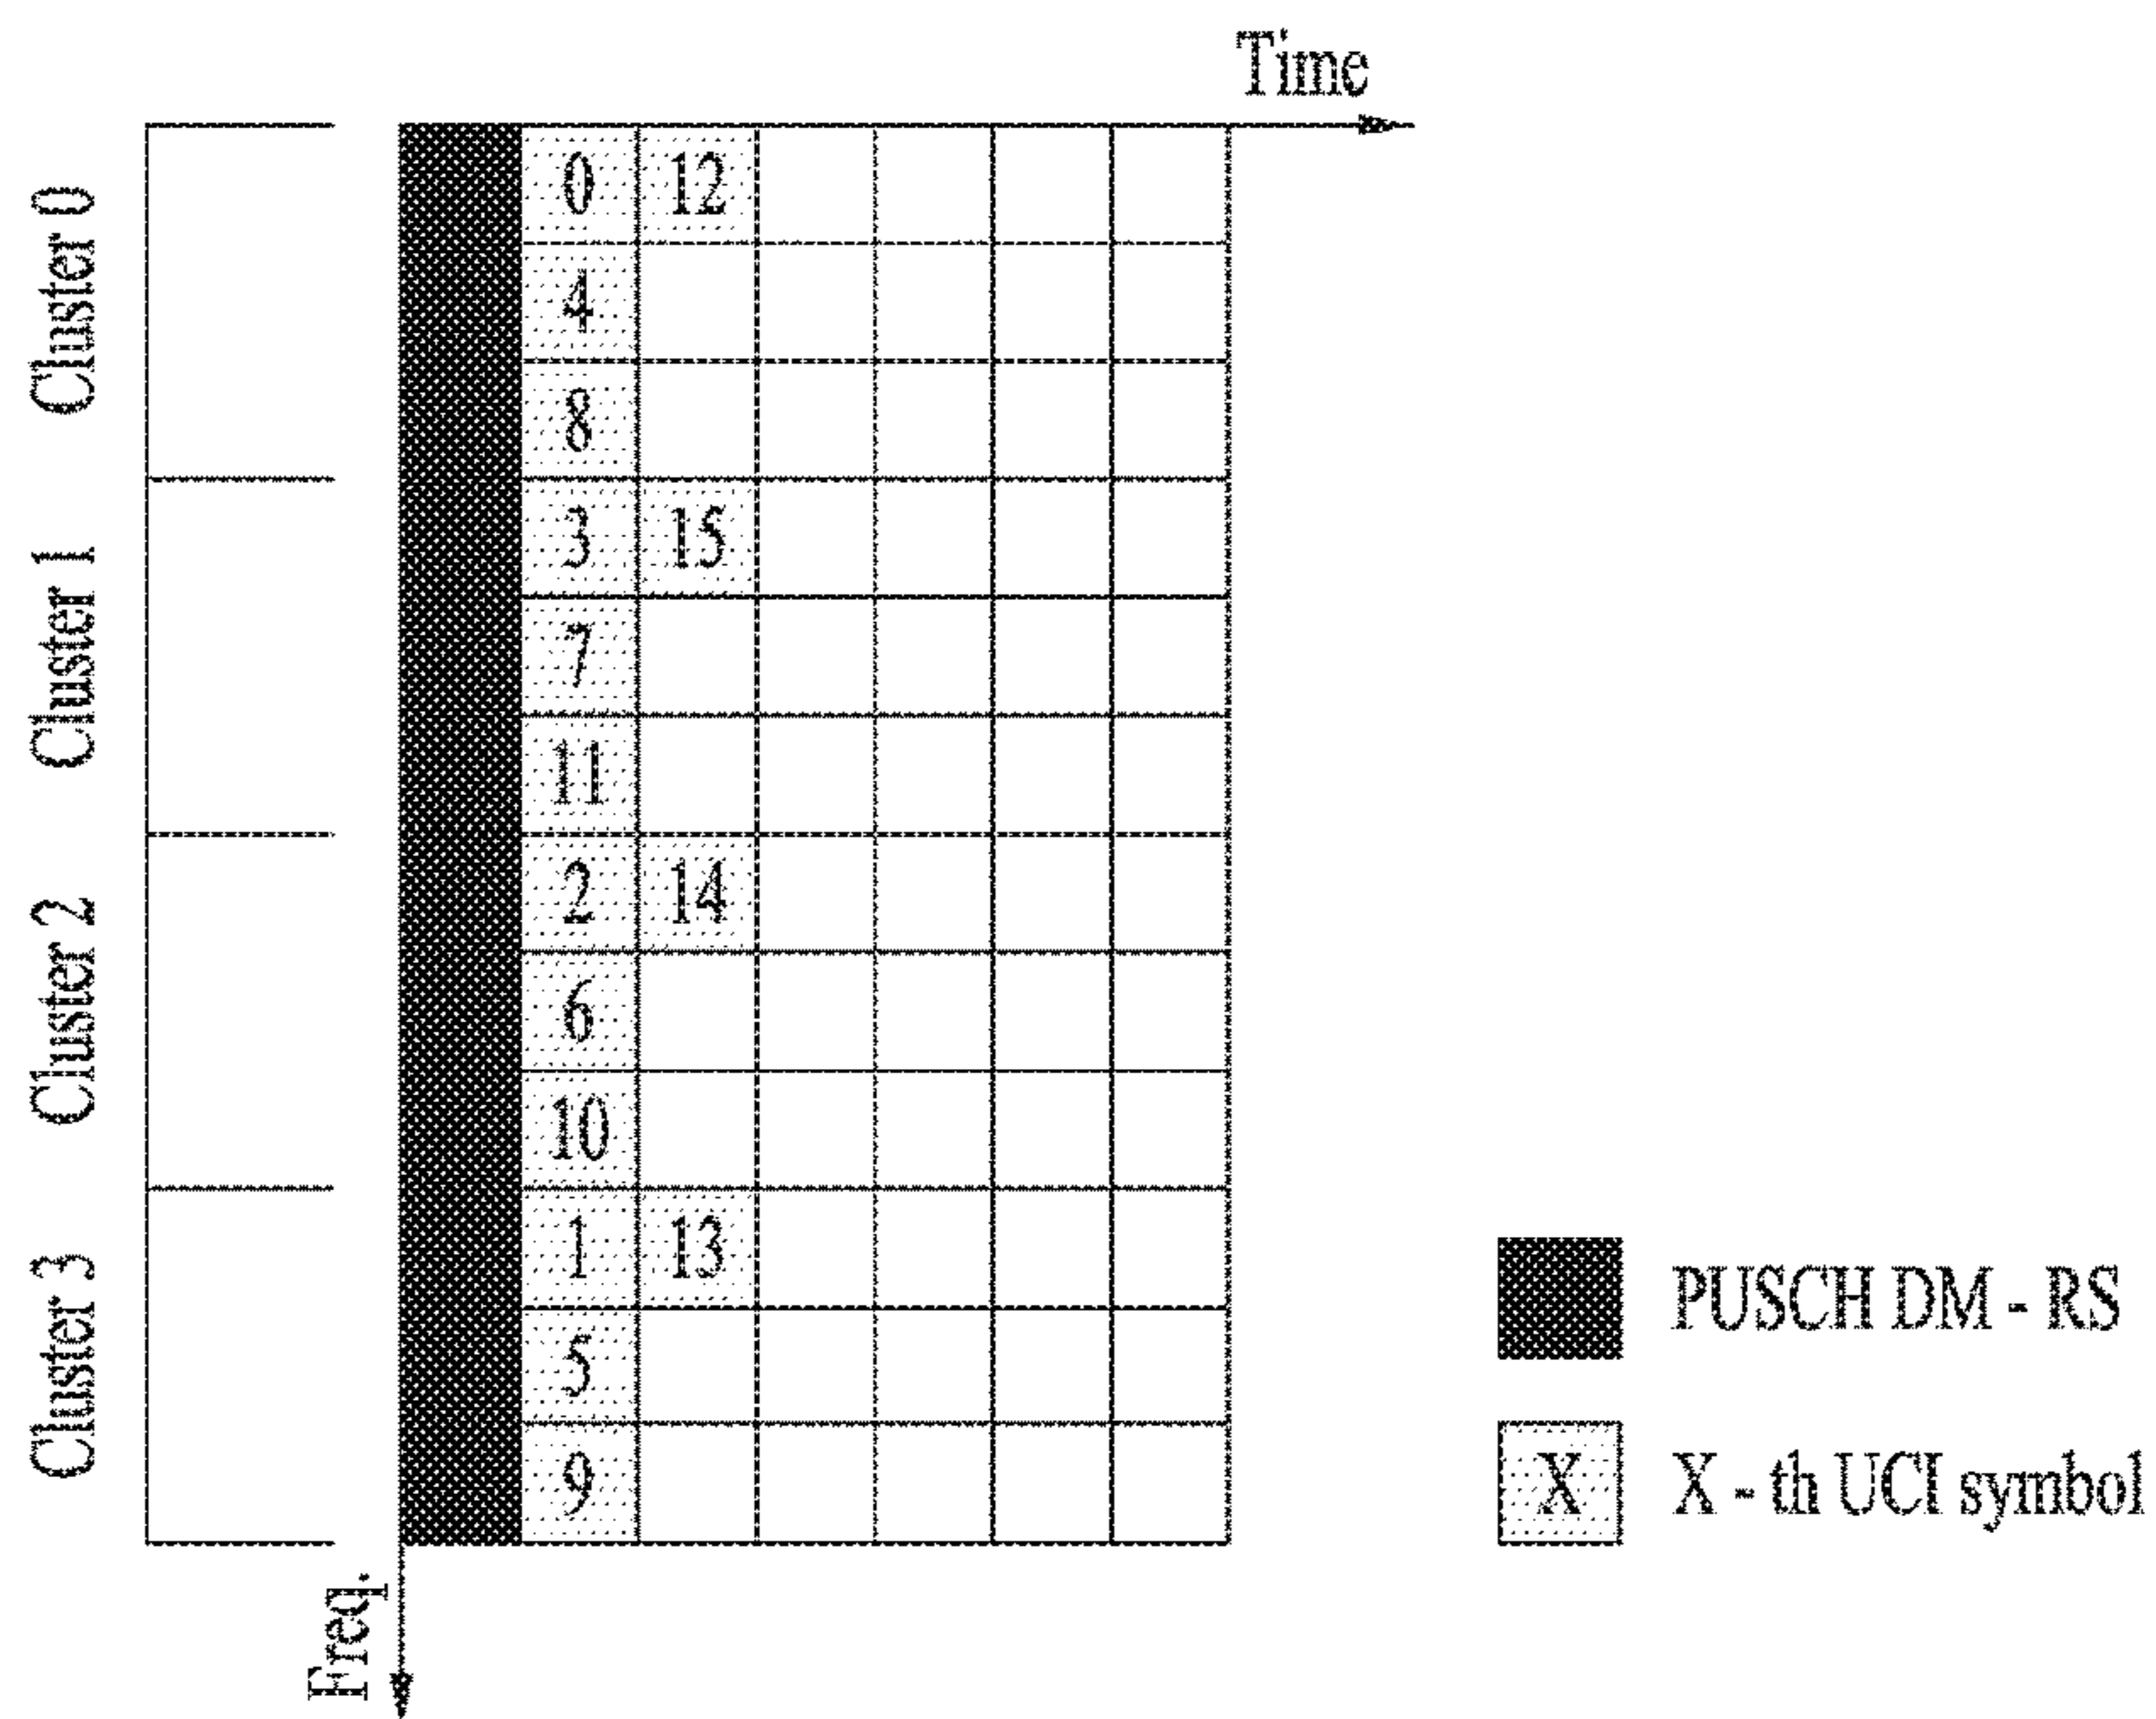 Time
Cluster 0
0 12
4
8
Cluster 1
3 15
7
11
Cluster 2
2 14
6
10
Cluster 3
1 13
5
9
Freq.
PUSCH DM - RS
X X - th UCI symbol